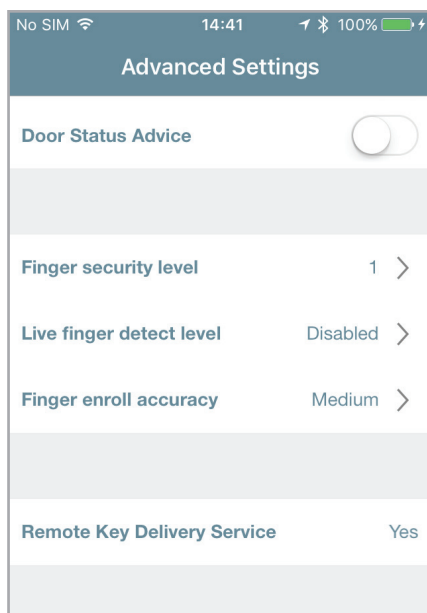 No SIM 14:41 100%
Advanced Settings
Door Status Advice
Finger security level 1
Live finger detect level Disabled
Finger enroll accuracy Medium
Remote Key Delivery Service Yes